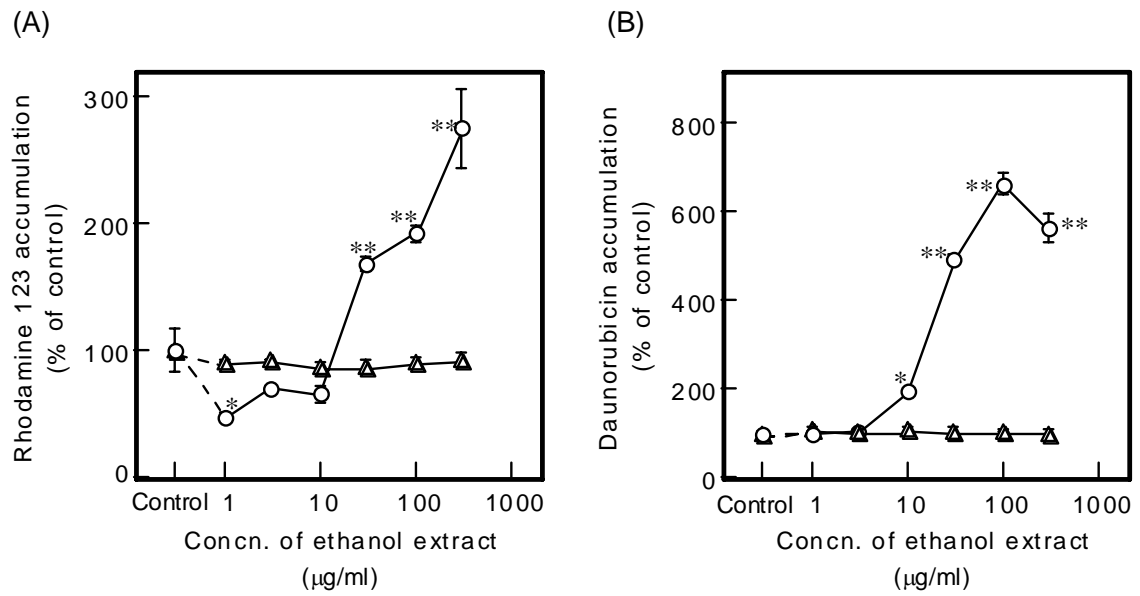 (A)
300
200
100
0
Rhodamine 123 accumulation
(% of control)
**
**
**
*
Control 1 10 100 1000
Concn. of ethanol extract
(μg/ml)
(B)
800
600
400
200
0
Daunorubicin accumulation
(% of control)
**
**
**
*
Control 1 10 100 1000
Concn. of ethanol extract
(μg/ml)